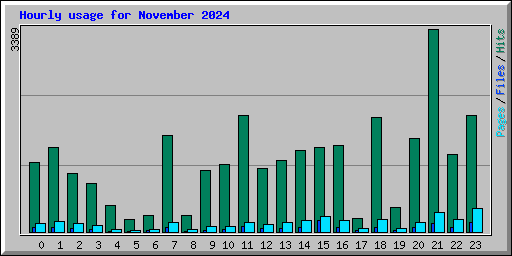 Hourly usage for November 2024
3389
Pages / Files / Hits
0 1 2 3 4 5 6 7 8 9 10 11 12 13 14 15 16 17 18 19 20 21 22 23